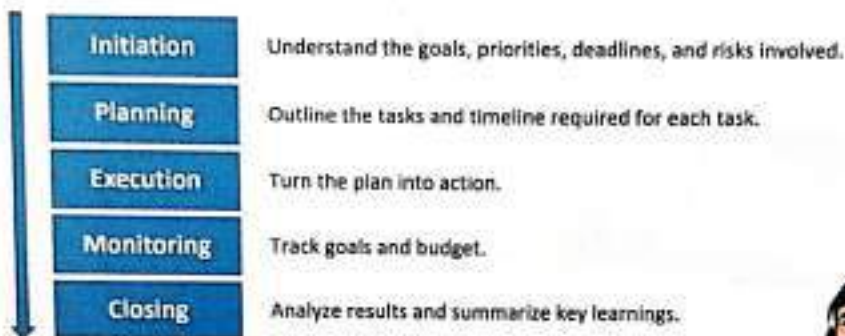 Initiation Understand the goals, priorities, deadlines, and risks involved.
Planning Outline the tasks and timeline required for each task.
Execution Turn the plan into action.
Monitoring Track goals and budget.
Closing Analyze results and summarize key learnings.